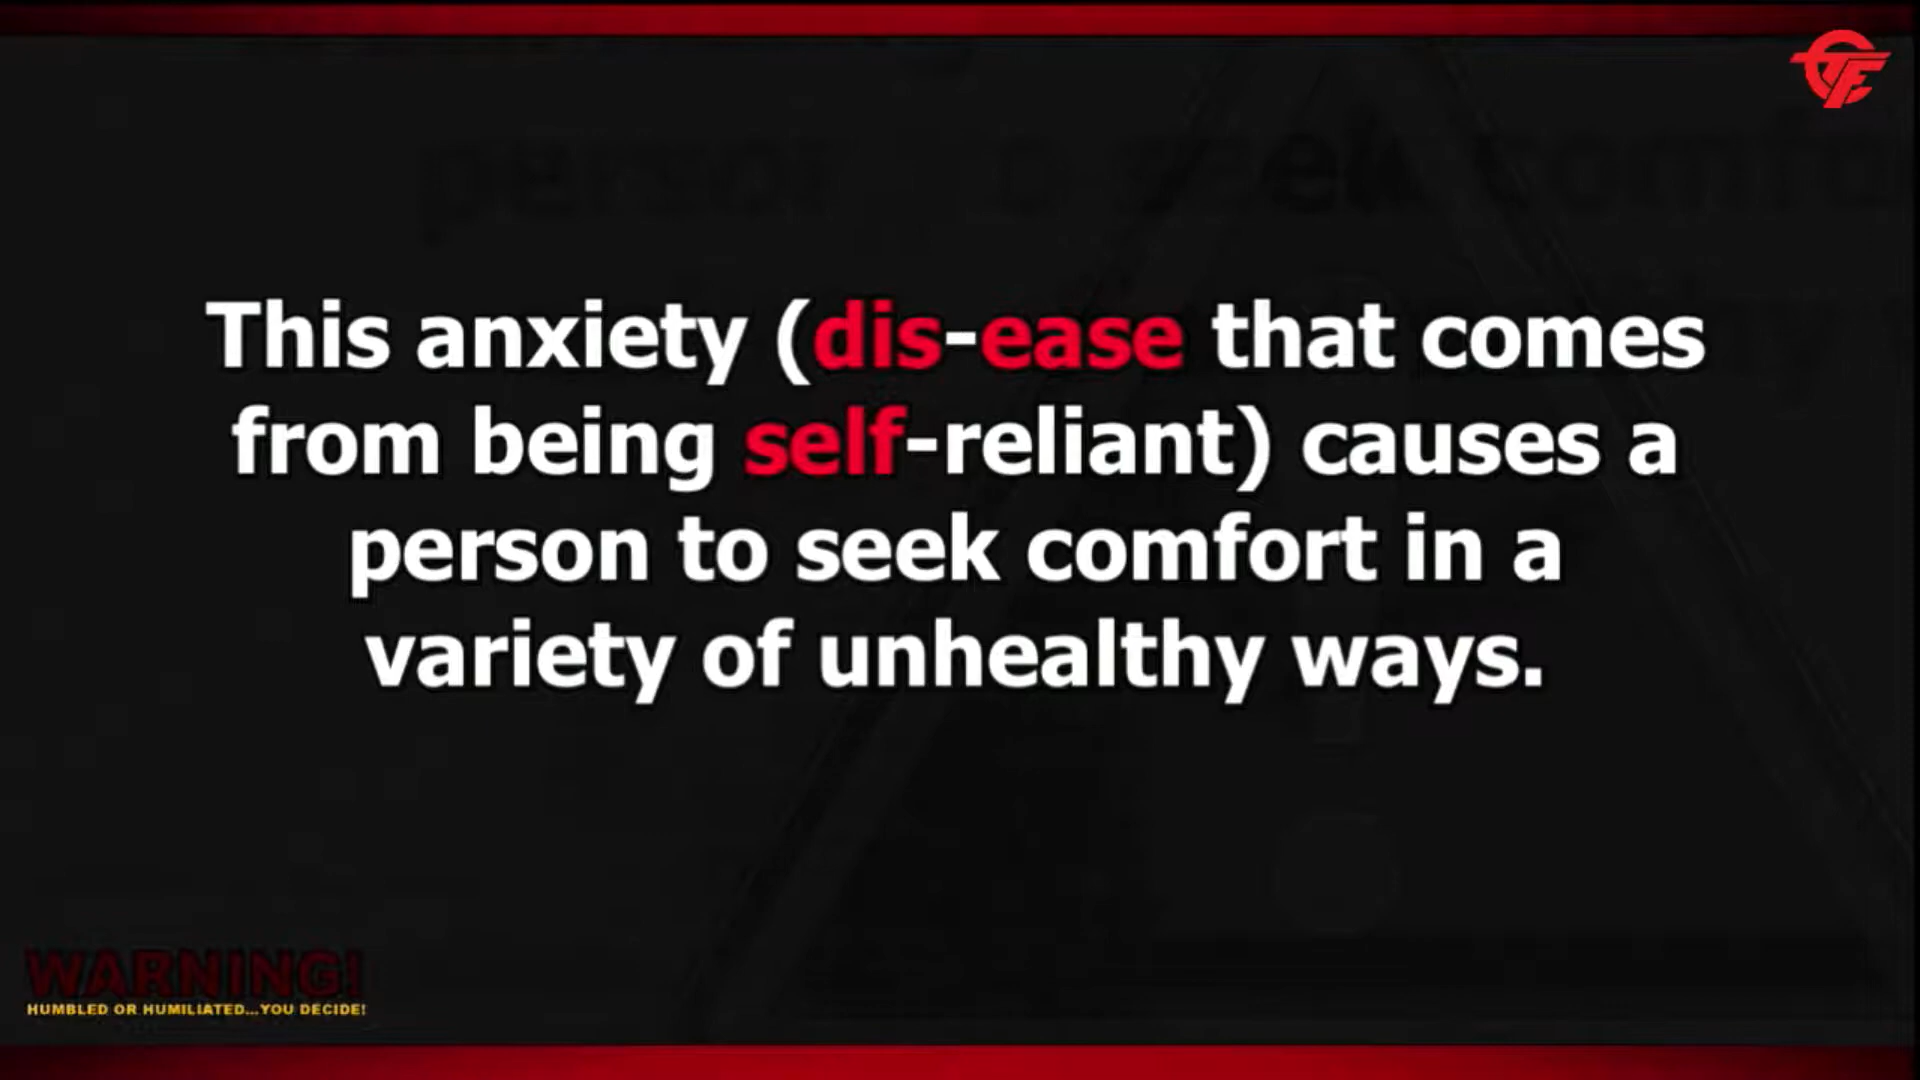 This anxiety (dis-ease that comes
from being self-reliant) causes a
person to seek comfort in a
variety of unhealthy ways.
WARNING!
HUMBLED OR HUMILIATED...YOU DECIDE!